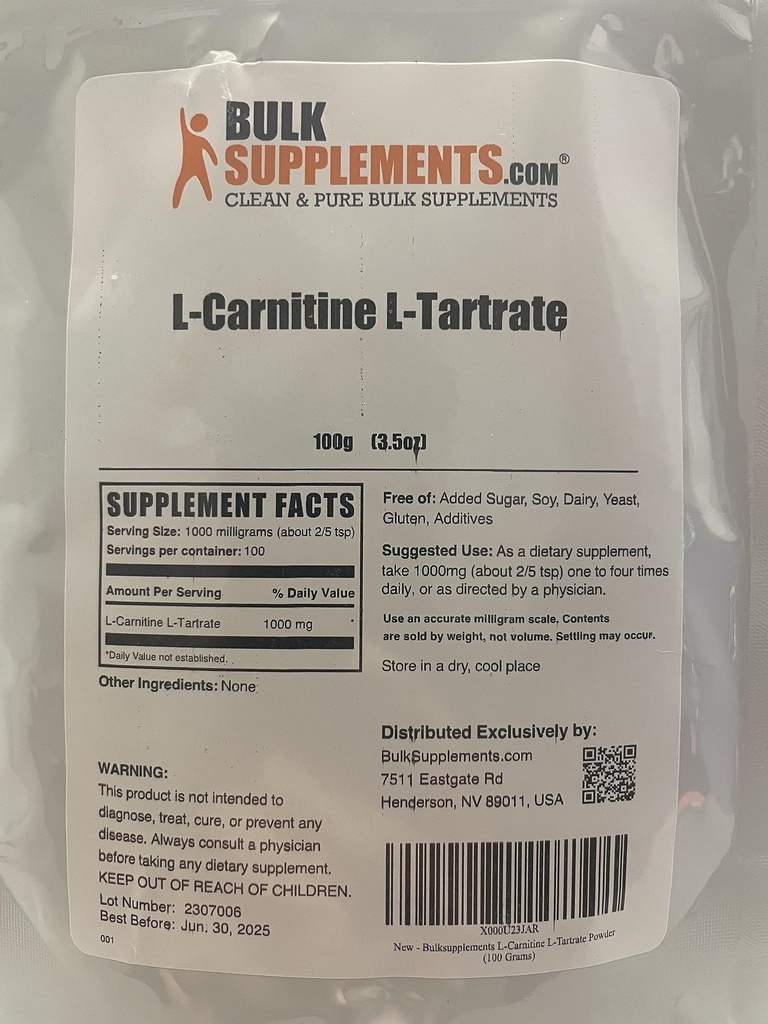 BULK
SUPPLEMENTS.COM®
CLEAN & PURE BULK SUPPLEMENTS
L-Carnitine L-Tartrate
100g (3.5oz)
SUPPLEMENT FACTS
Serving Size: 1000 milligrams (about 2/5 tsp)
Servings per container: 100
Amount Per Serving % Daily Value
L-Carnitine L-Tartrate 1000 mg *
*Daily Value not established.
Other Ingredients: None
Free of: Added Sugar, Soy, Dairy, Yeast,
Gluten, Additives
Suggested Use: As a dietary supplement,
take 1000mg (about 2/5 tsp) one to four times
daily, or as directed by a physician.
Use an accurate milligram scale. Contents
are sold by weight, not volume. Settling may occur.
Store in a dry, cool place
WARNING:
This product is not intended to
diagnose, treat, cure, or prevent any
disease. Always consult a physician
before taking any dietary supplement.
KEEP OUT OF REACH OF CHILDREN.
Lot Number: 2307006
Best Before: Jun. 30, 2025
001
Distributed Exclusively by:
BulkSupplements.com
7511 Eastgate Rd
Henderson, NV 89011, USA
X000U23JAR
New - Bulksupplements L-Carnitine L-Tartrate Powder
(100 Grams)